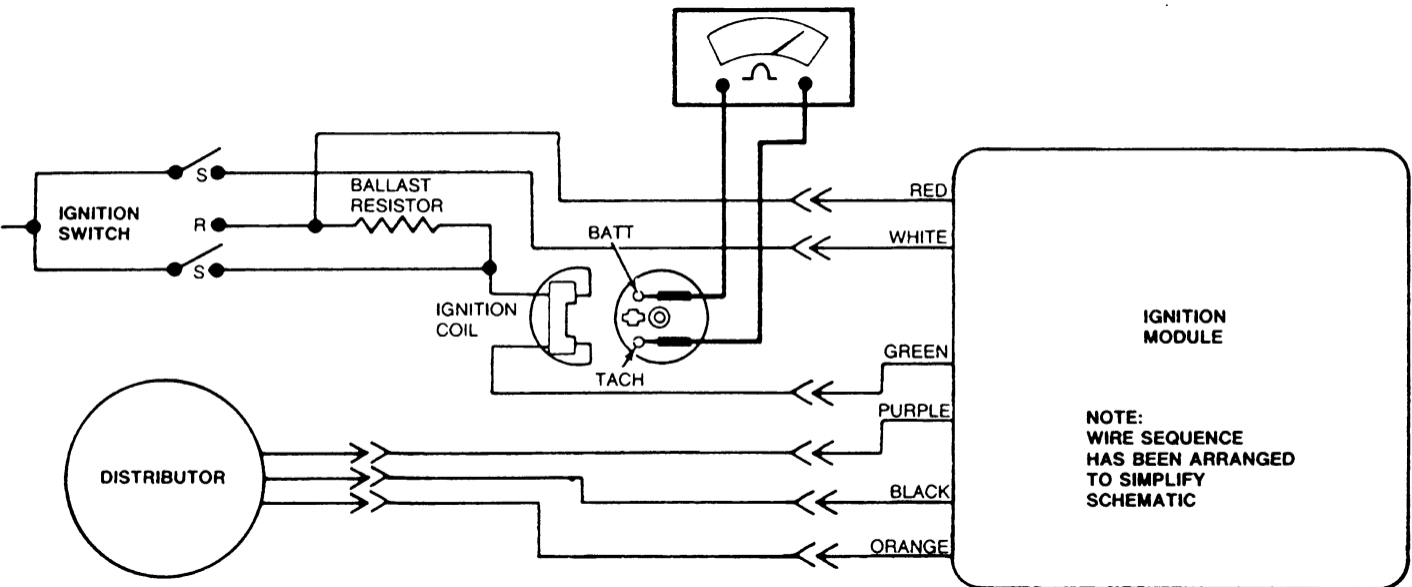 IGNITION
SWITCH
S
R
S
BALLAST
RESISTOR
BATT
IGNITION
COIL
TACH
DISTRIBUTOR
RED
WHITE
GREEN
PURPLE
BLACK
ORANGE
IGNITION
MODULE
NOTE:
WIRE SEQUENCE
HAS BEEN ARRANGED
TO SIMPLIFY
SCHEMATIC